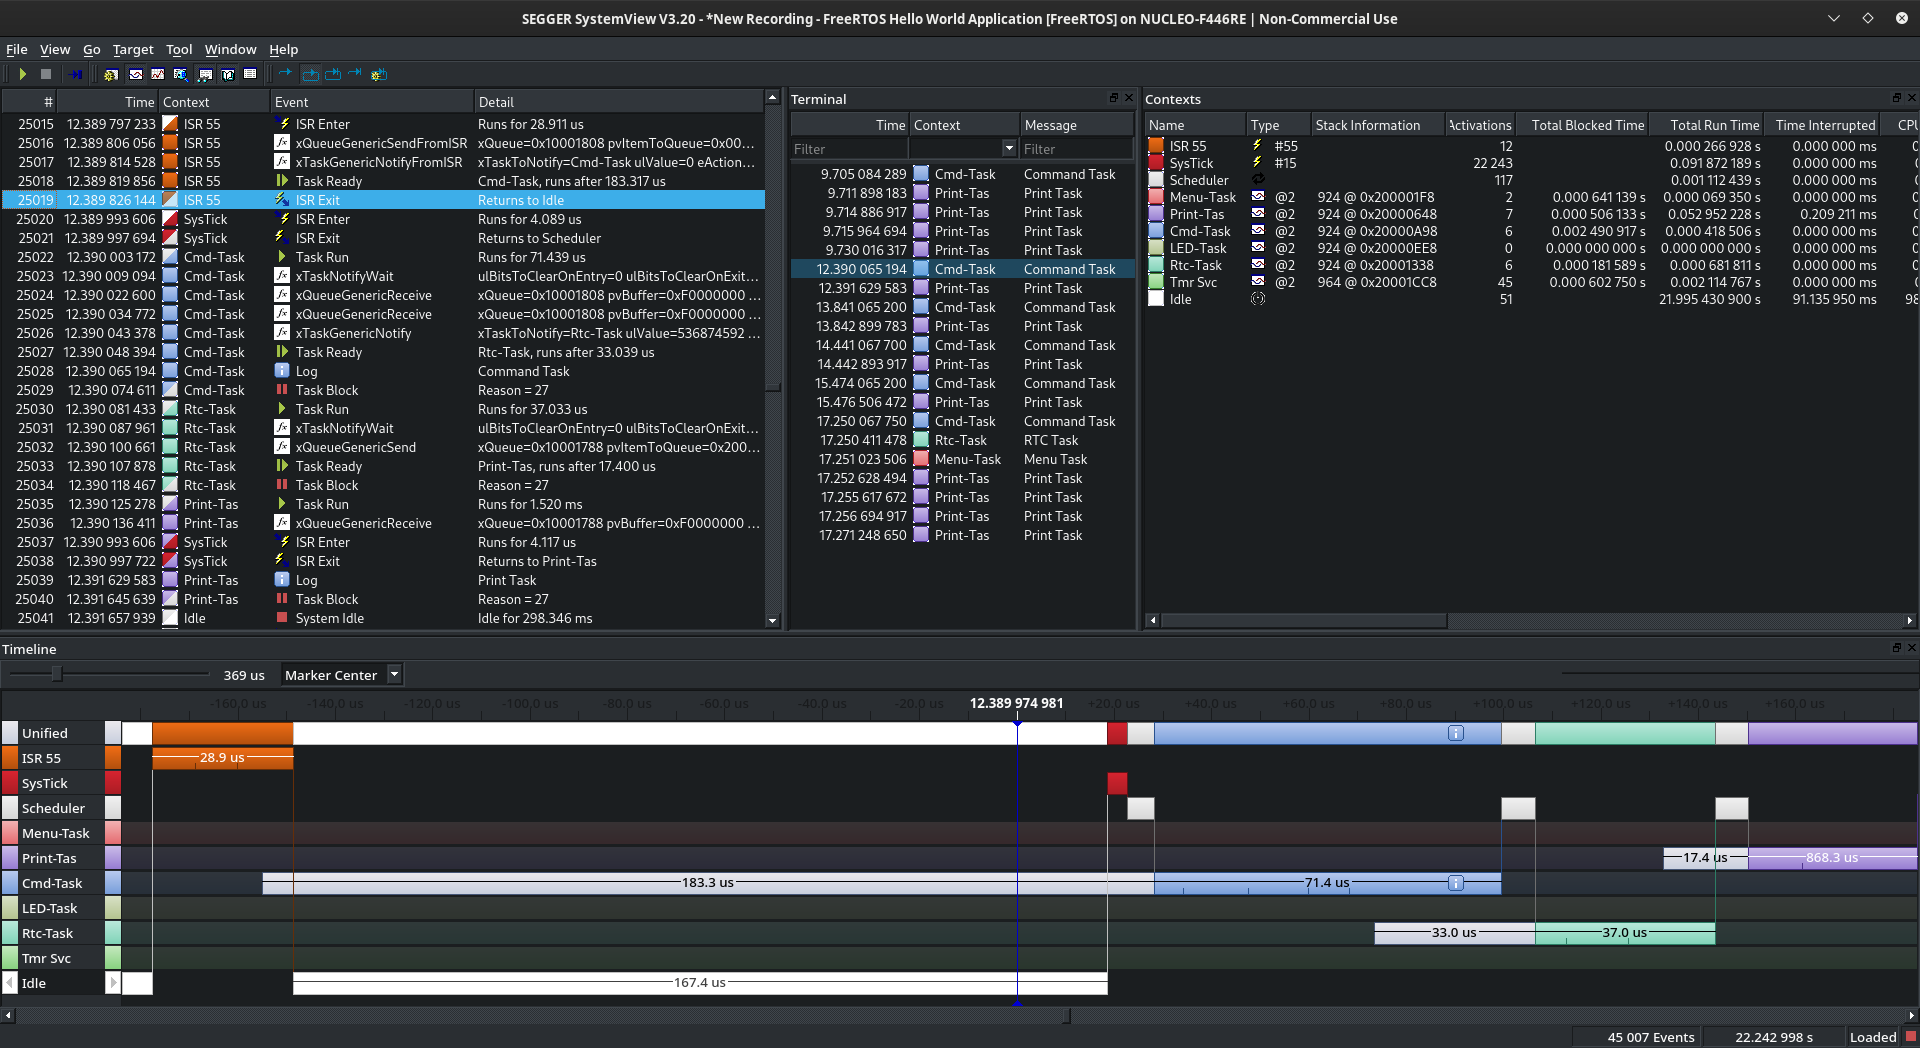 SEGGER SystemView V3.20 - *New Recording - FreeRTOS Hello World Application [FreeRTOS] on NUCLEO-F446RE | Non-Commercial Use
File View Go Target Tool Window Help
# Time Context Event Detail
25015 12.389 797 233 ISR 55 ISR Enter Runs for 28.911 us
25016 12.389 806 056 ISR 55 xQueueGenericSendFromISR xQueue=0x10001808 pvItemToQueue=0x00...
25017 12.389 814 528 ISR 55 xTaskGenericNotifyFromISR xTaskToNotify=Cmd-Task ulValue=0 eAction...
25018 12.389 819 856 ISR 55 Task Ready Cmd-Task, runs after 183.317 us
25019 12.389 826 144 ISR 55 ISR Exit Returns to Idle
25020 12.389 993 606 SysTick ISR Enter Runs for 4.089 us
25021 12.389 997 694 SysTick ISR Exit Returns to Scheduler
25022 12.390 003 172 Cmd-Task Task Run Runs for 71.439 us
25023 12.390 009 094 Cmd-Task xTaskNotifyWait ulBitsToClearOnEntry=0 ulBitsToClearOnExit...
25024 12.390 022 600 Cmd-Task xQueueGenericReceive xQueue=0x10001808 pvBuffer=0xF0000000 ...
25025 12.390 034 772 Cmd-Task xQueueGenericReceive xQueue=0x10001808 pvBuffer=0xF0000000 ...
25026 12.390 043 378 Cmd-Task xTaskGenericNotify xTaskToNotify=Rtc-Task ulValue=536874592 ...
25027 12.390 048 394 Cmd-Task Task Ready Rtc-Task, runs after 33.039 us
25028 12.390 065 194 Cmd-Task Log Command Task
25029 12.390 074 611 Cmd-Task Task Block Reason = 27
25030 12.390 081 433 Rtc-Task Task Run Runs for 37.033 us
25031 12.390 087 961 Rtc-Task xTaskNotifyWait ulBitsToClearOnEntry=0 ulBitsToClearOnExit...
25032 12.390 100 661 Rtc-Task xQueueGenericSend xQueue=0x10001788 pvItemToQueue=0x200...
25033 12.390 107 878 Rtc-Task Task Ready Print-Tas, runs after 17.400 us
25034 12.390 118 467 Rtc-Task Task Block Reason = 27
25035 12.390 125 278 Print-Tas Task Run Runs for 1.520 ms
25036 12.390 136 411 Print-Tas xQueueGenericReceive xQueue=0x10001788 pvBuffer=0xF0000000 ...
25037 12.390 993 606 SysTick ISR Enter Runs for 4.117 us
25038 12.390 997 722 SysTick ISR Exit Returns to Print-Tas
25039 12.391 629 583 Print-Tas Log Print Task
25040 12.391 645 639 Print-Tas Task Block Reason = 27
25041 12.391 657 939 Idle System Idle Idle for 298.346 ms
Terminal
Time Context Message
Filter Filter
9.705 084 289 Cmd-Task Command Task
9.711 898 183 Print-Tas Print Task
9.714 886 917 Print-Tas Print Task
9.715 964 694 Print-Tas Print Task
9.730 016 317 Print-Tas Print Task
12.390 065 194 Cmd-Task Command Task
12.391 629 583 Print-Tas Print Task
13.841 065 200 Cmd-Task Command Task
13.842 899 783 Print-Tas Print Task
14.441 067 700 Cmd-Task Command Task
14.442 893 917 Print-Tas Print Task
15.474 065 200 Cmd-Task Command Task
15.476 506 472 Print-Tas Print Task
17.250 067 750 Cmd-Task Command Task
17.250 411 478 Rtc-Task RTC Task
17.251 023 506 Menu-Task Menu Task
17.252 628 494 Print-Tas Print Task
17.255 617 672 Print-Tas Print Task
17.256 694 917 Print-Tas Print Task
17.271 248 650 Print-Tas Print Task
Contexts
Name Type Stack Information Activations Total Blocked Time Total Run Time Time Interrupted CPU
ISR 55 #55 12 0.000 266 928 s 0.000 000 ms 0
SysTick #15 22 243 0.091 872 189 s 0.000 000 ms 0
Scheduler 117 0.001 112 439 s 0.000 000 ms 0
Menu-Task @2 924 @ 0x200001F8 2 0.000 641 139 s 0.000 069 350 s 0.000 000 ms 0
Print-Tas @2 924 @ 0x20000648 7 0.000 506 133 s 0.052 952 228 s 0.209 211 ms 0
Cmd-Task @2 924 @ 0x20000A98 6 0.002 490 917 s 0.000 418 506 s 0.000 000 ms 0
LED-Task @2 924 @ 0x20000EE8 0 0.000 000 000 s 0.000 000 000 s 0.000 000 ms 0
Rtc-Task @2 924 @ 0x20001338 6 0.000 181 589 s 0.000 681 811 s 0.000 000 ms 0
Tmr Svc @2 964 @ 0x20001CC8 45 0.000 602 750 s 0.002 114 767 s 0.000 000 ms 0
Idle 51 21.995 430 900 s 91.135 950 ms 98
Timeline
369 us Marker Center
-160,0 us -140,0 us -120,0 us -100,0 us -80,0 us -60,0 us -40,0 us -20,0 us 12.389 974 981 +20,0 us +40,0 us +60,0 us +80,0 us +100,0 us +120,0 us +140,0 us +160,0 us
Unified
ISR 55 28.9 us
SysTick
Scheduler
Menu-Task
Print-Tas 17.4 us 868.3 us
Cmd-Task 183.3 us 71.4 us
LED-Task
Rtc-Task 33.0 us 37.0 us
Tmr Svc
Idle 167.4 us
45 007 Events 22.242 998 s Loaded